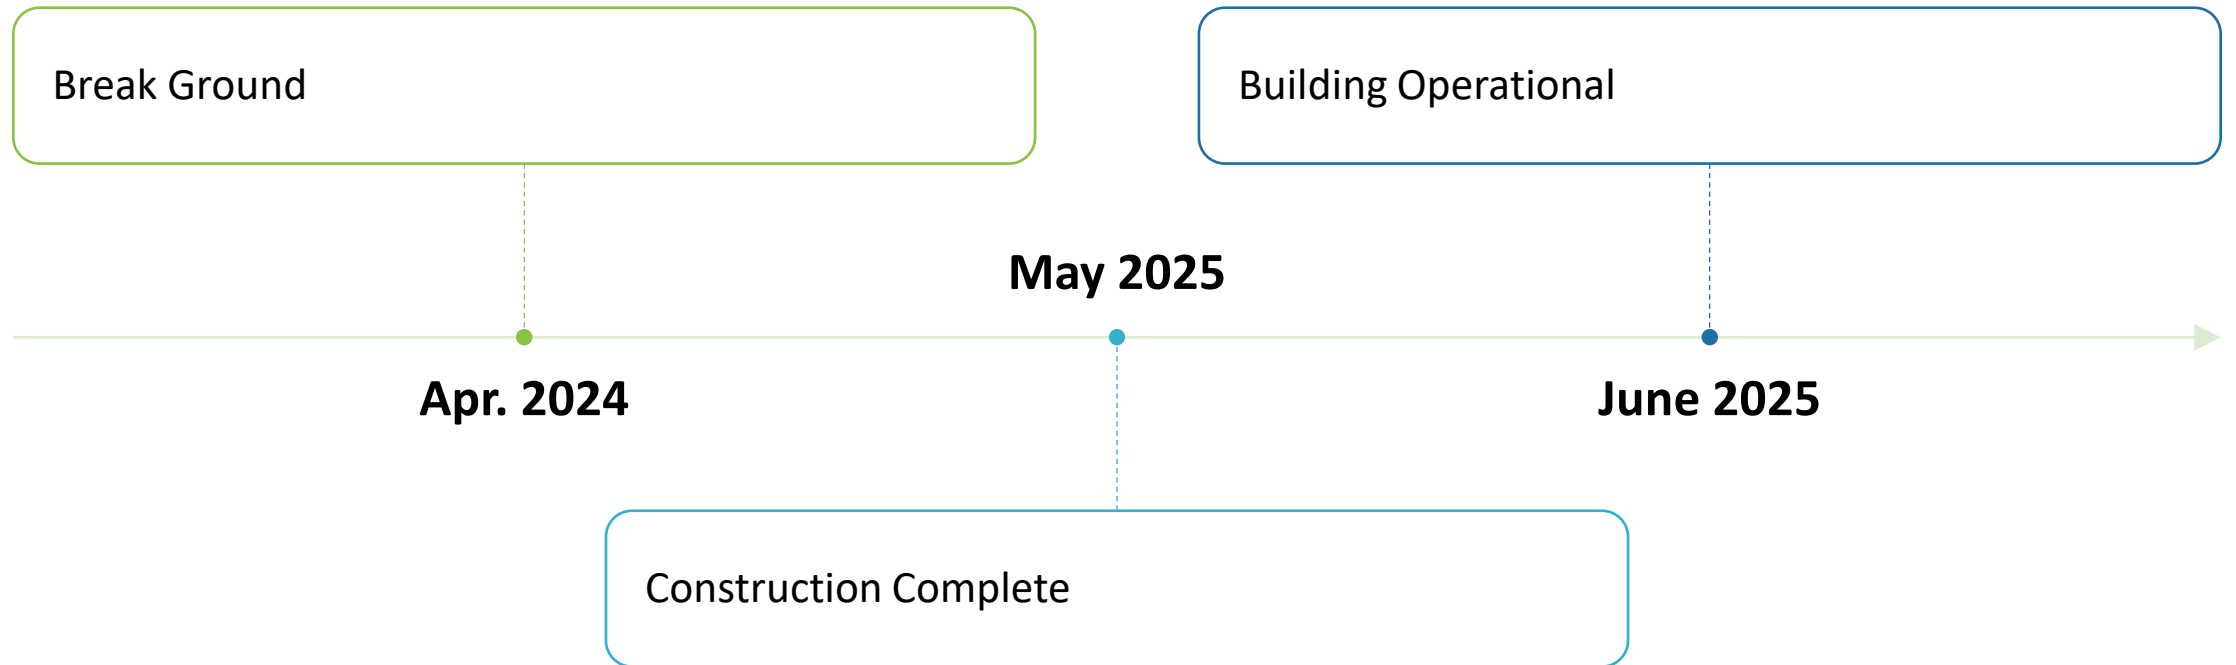 Break Ground
Building Operational
May 2025
Apr. 2024
June 2025
Construction Complete